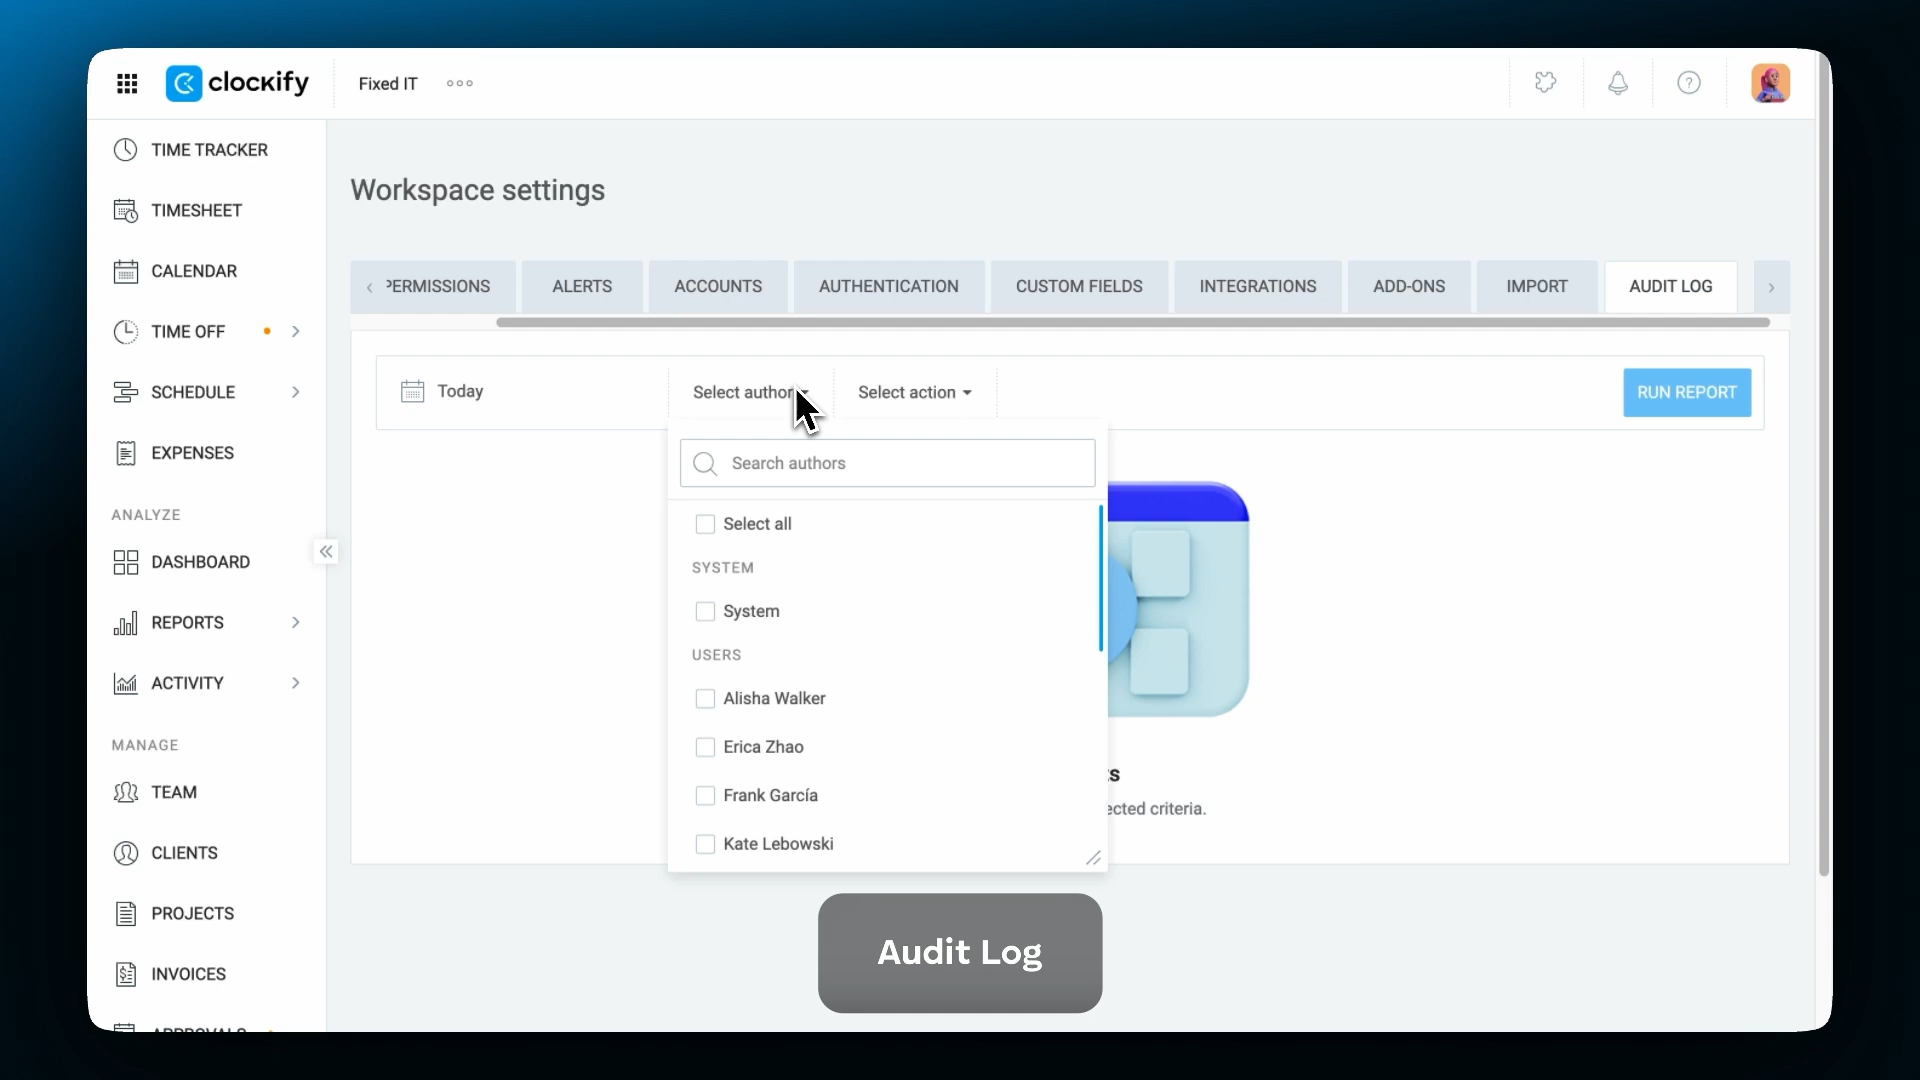 clockify
Fixed IT
TIME TRACKER
TIMESHEET
CALENDAR
TIME OFF
SCHEDULE
EXPENSES
ANALYZE
DASHBOARD
REPORTS
ACTIVITY
MANAGE
TEAM
CLIENTS
PROJECTS
INVOICES
Workspace settings
PERMISSIONS
ALERTS
ACCOUNTS
AUTHENTICATION
CUSTOM FIELDS
INTEGRATIONS
ADD-ONS
IMPORT
AUDIT LOG
Today
Select author
Select action
RUN REPORT
Search authors
Select all
SYSTEM
System
USERS
Alisha Walker
Erica Zhao
Frank García
Kate Lebowski
criteria.
Audit Log